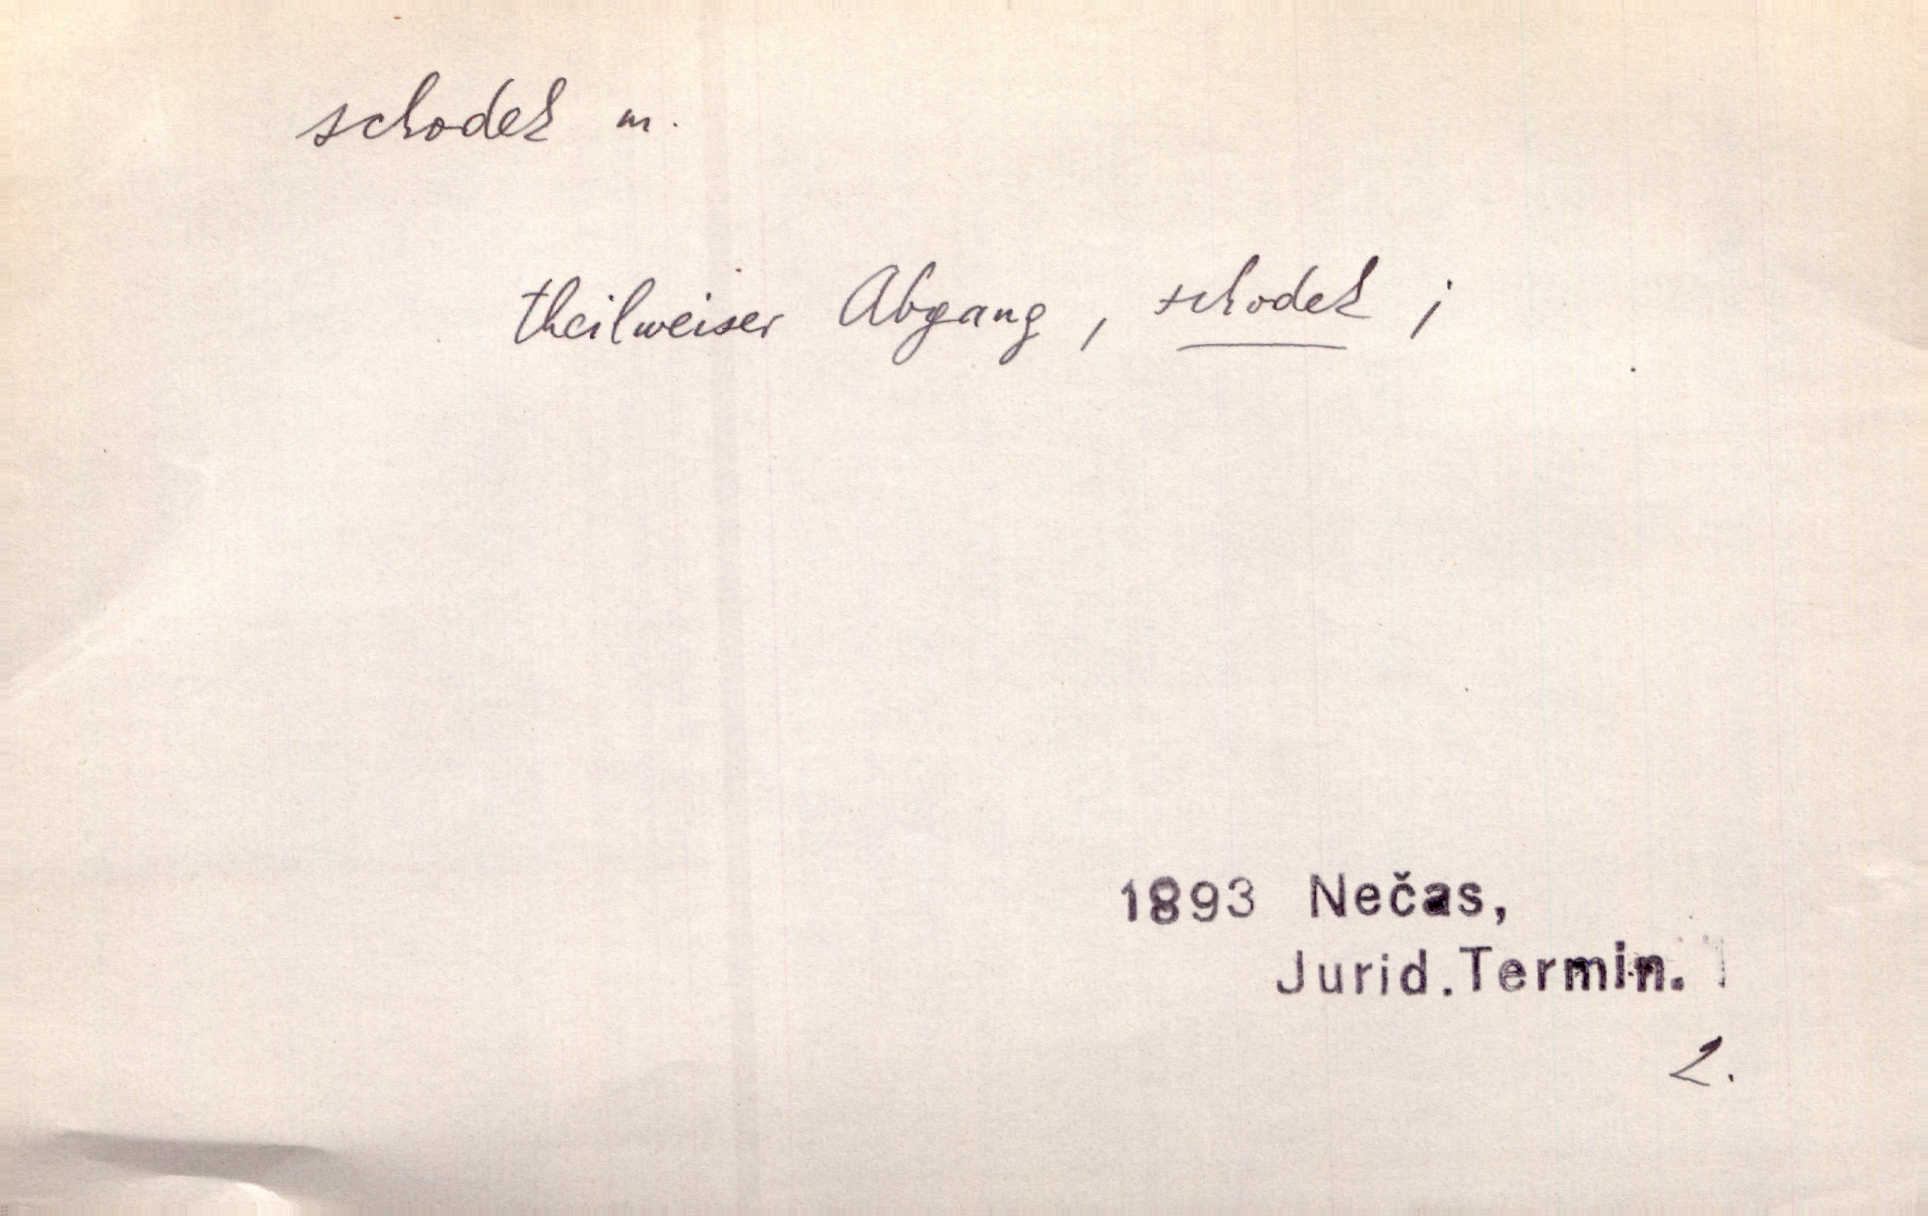 schodek m.
theilweiser Abgang, schodek ;
1893 Nečas,
Jurid. Termin.
2.